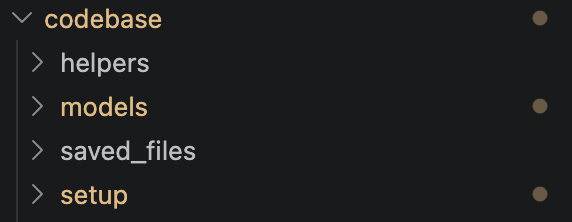 codebase
helpers
models
saved_files
setup